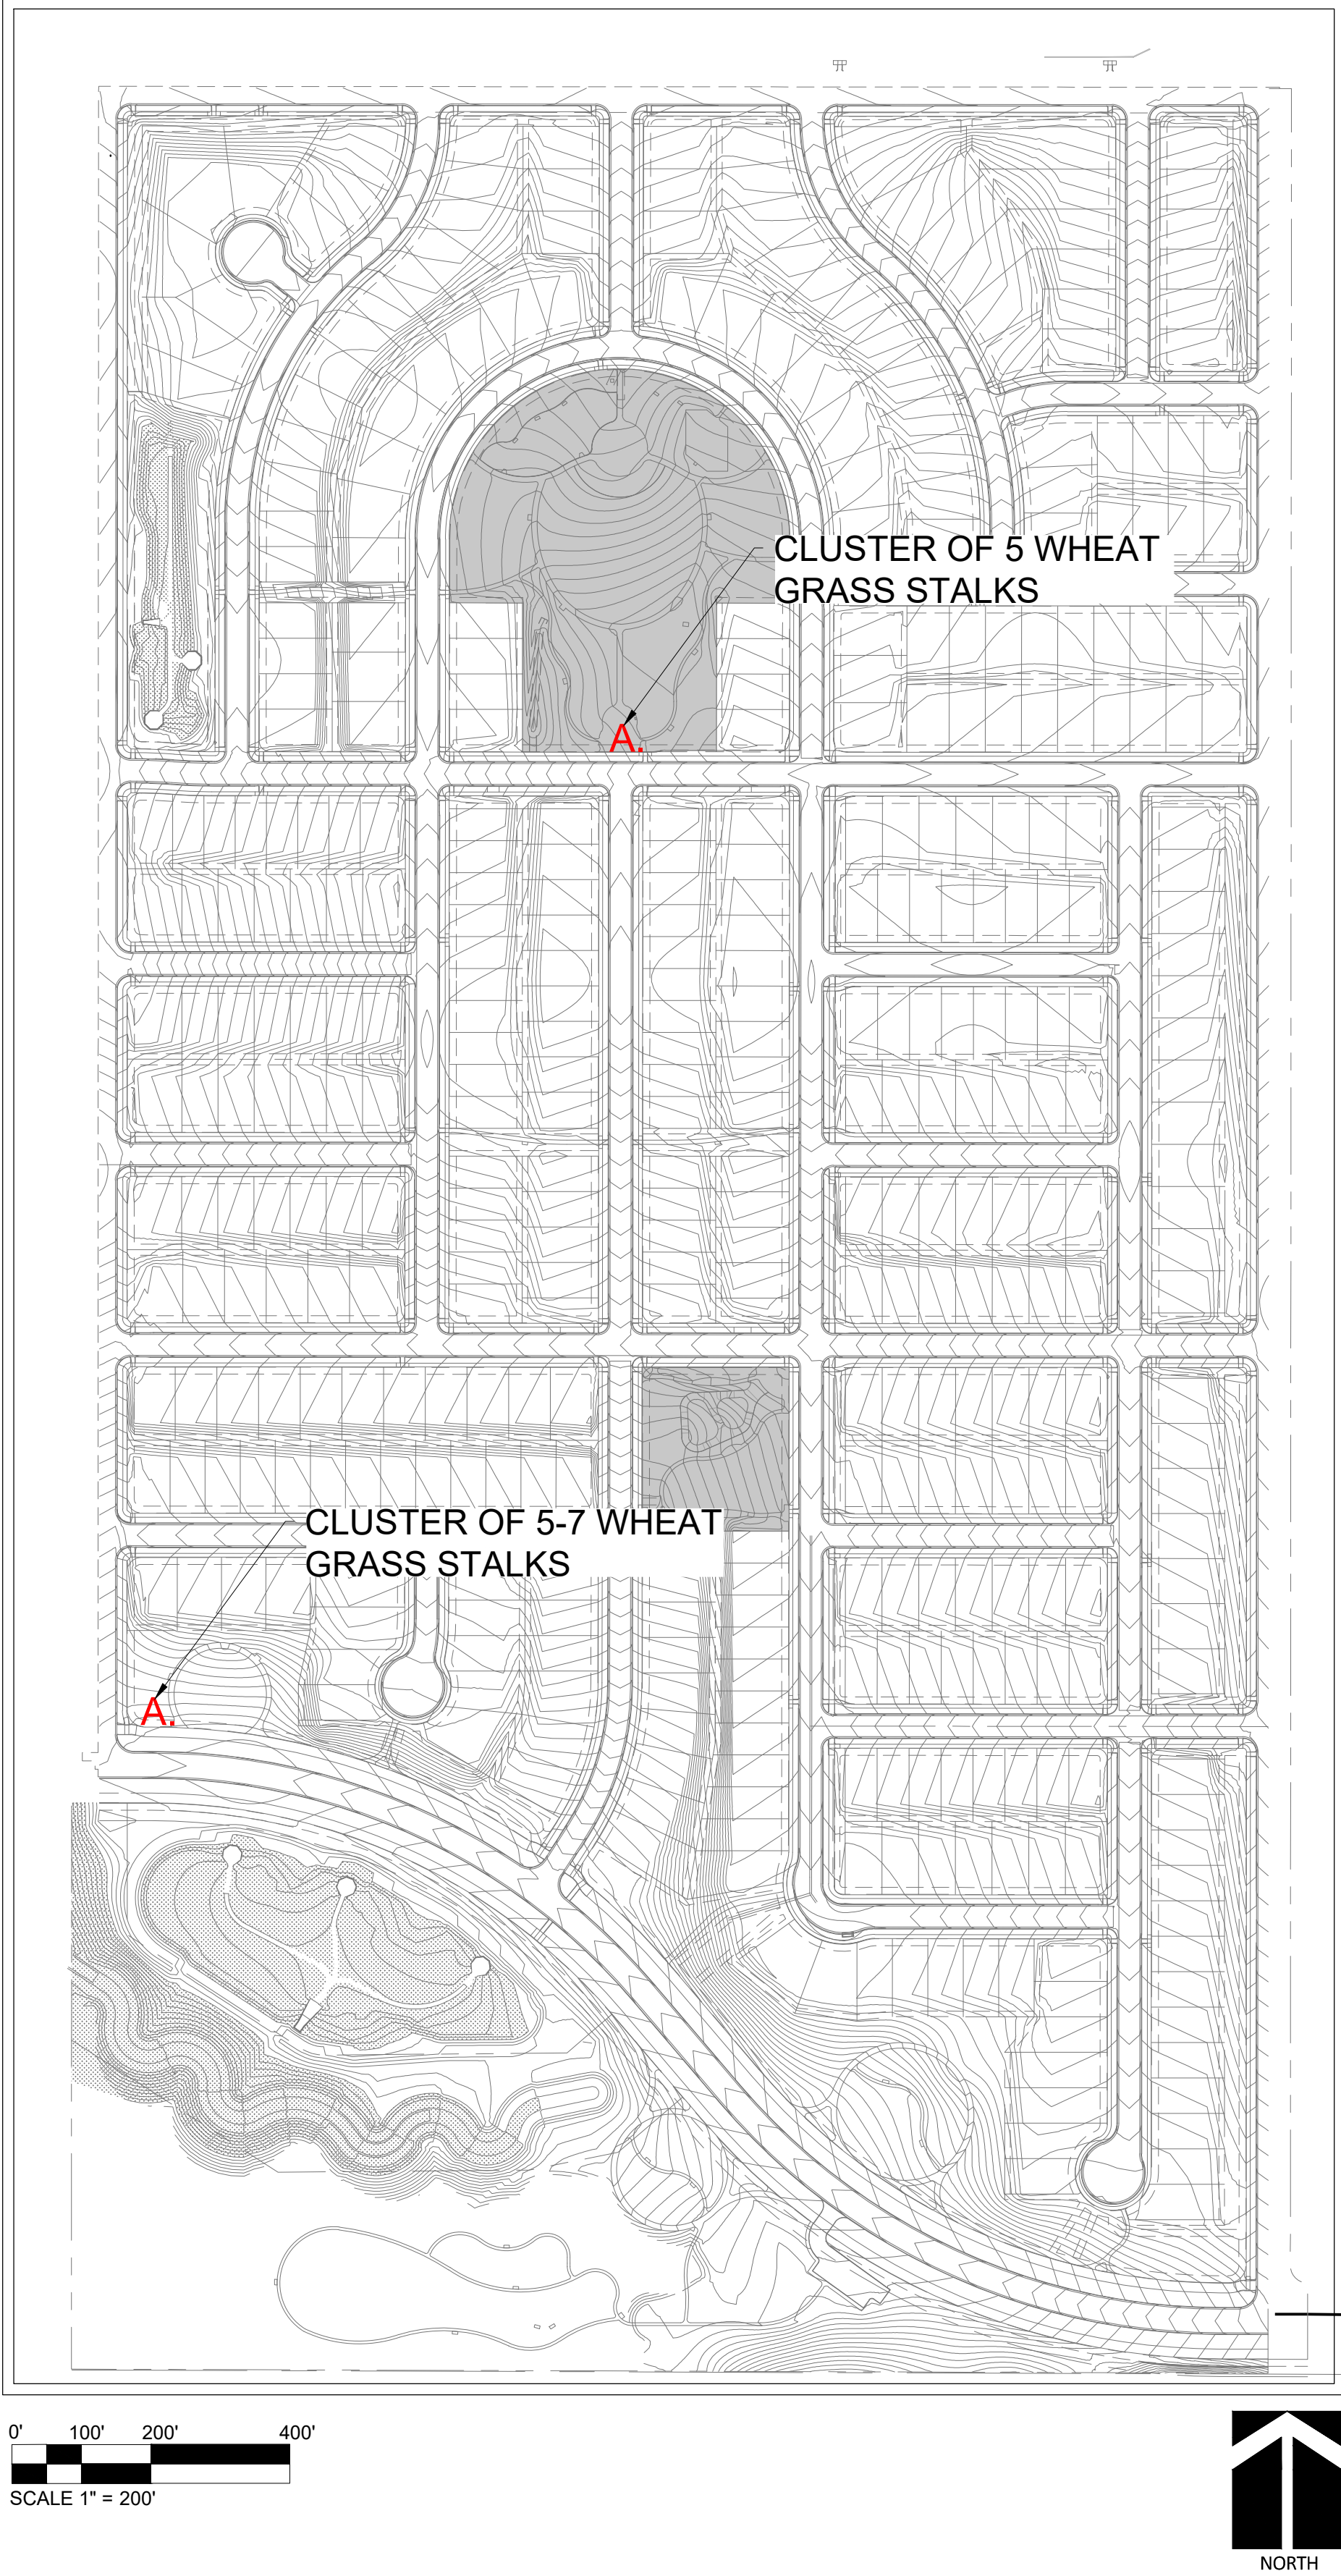 CLUSTER OF 5 WHEAT
GRASS STALKS
A.
CLUSTER OF 5-7 WHEAT
GRASS STALKS
A.
0' 100' 200' 400'
SCALE 1" = 200'
NORTH